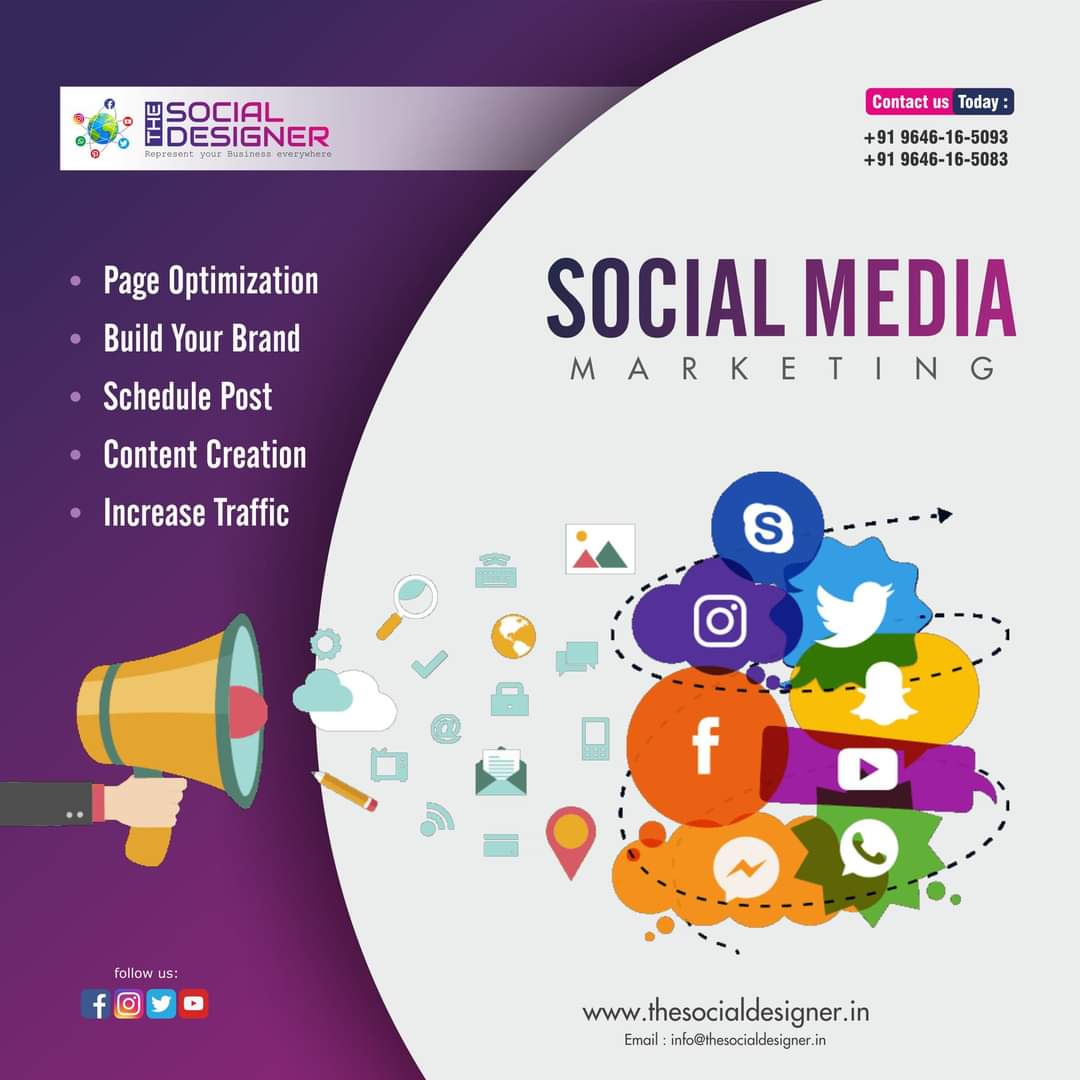 THE
SOCIAL
DESIGNER
Represent your Business everywhere
Contact us Today :
+91 9646-16-5093
+91 9646-16-5083
• Page Optimization
• Build Your Brand
• Schedule Post
• Content Creation
• Increase Traffic
SOCIAL MEDIA
MARKETING
follow us:
www.thesocialdesigner.in
Email : info@thesocialdesigner.in